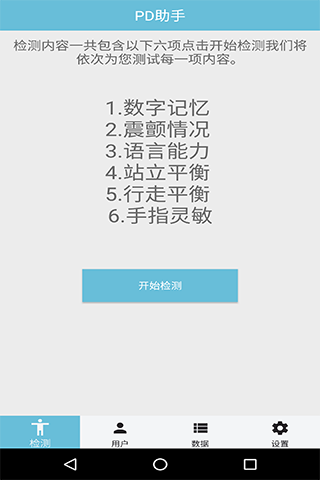 PD助手
检测内容一共包含以下六项点击开始检测我们将
依次为您测试每一项内容。
1.数字记忆
2.震颤情况
3.语言能力
4.站立平衡
5.行走平衡
6.手指灵敏
开始检测
检测 用户 数据 设置